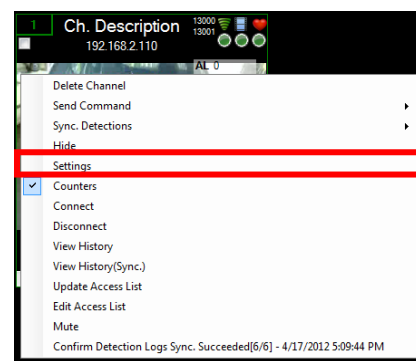 1 Ch. Description 13000
192.168.2.110 13001
AL 0
Delete Channel
Send Command
Sync. Detections
Hide
Settings
Counters
Connect
Disconnect
View History
View History(Sync.)
Update Access List
Edit Access List
Mute
Confirm Detection Logs Sync. Succeeded[6/6] - 4/17/2012 5:09:44 PM